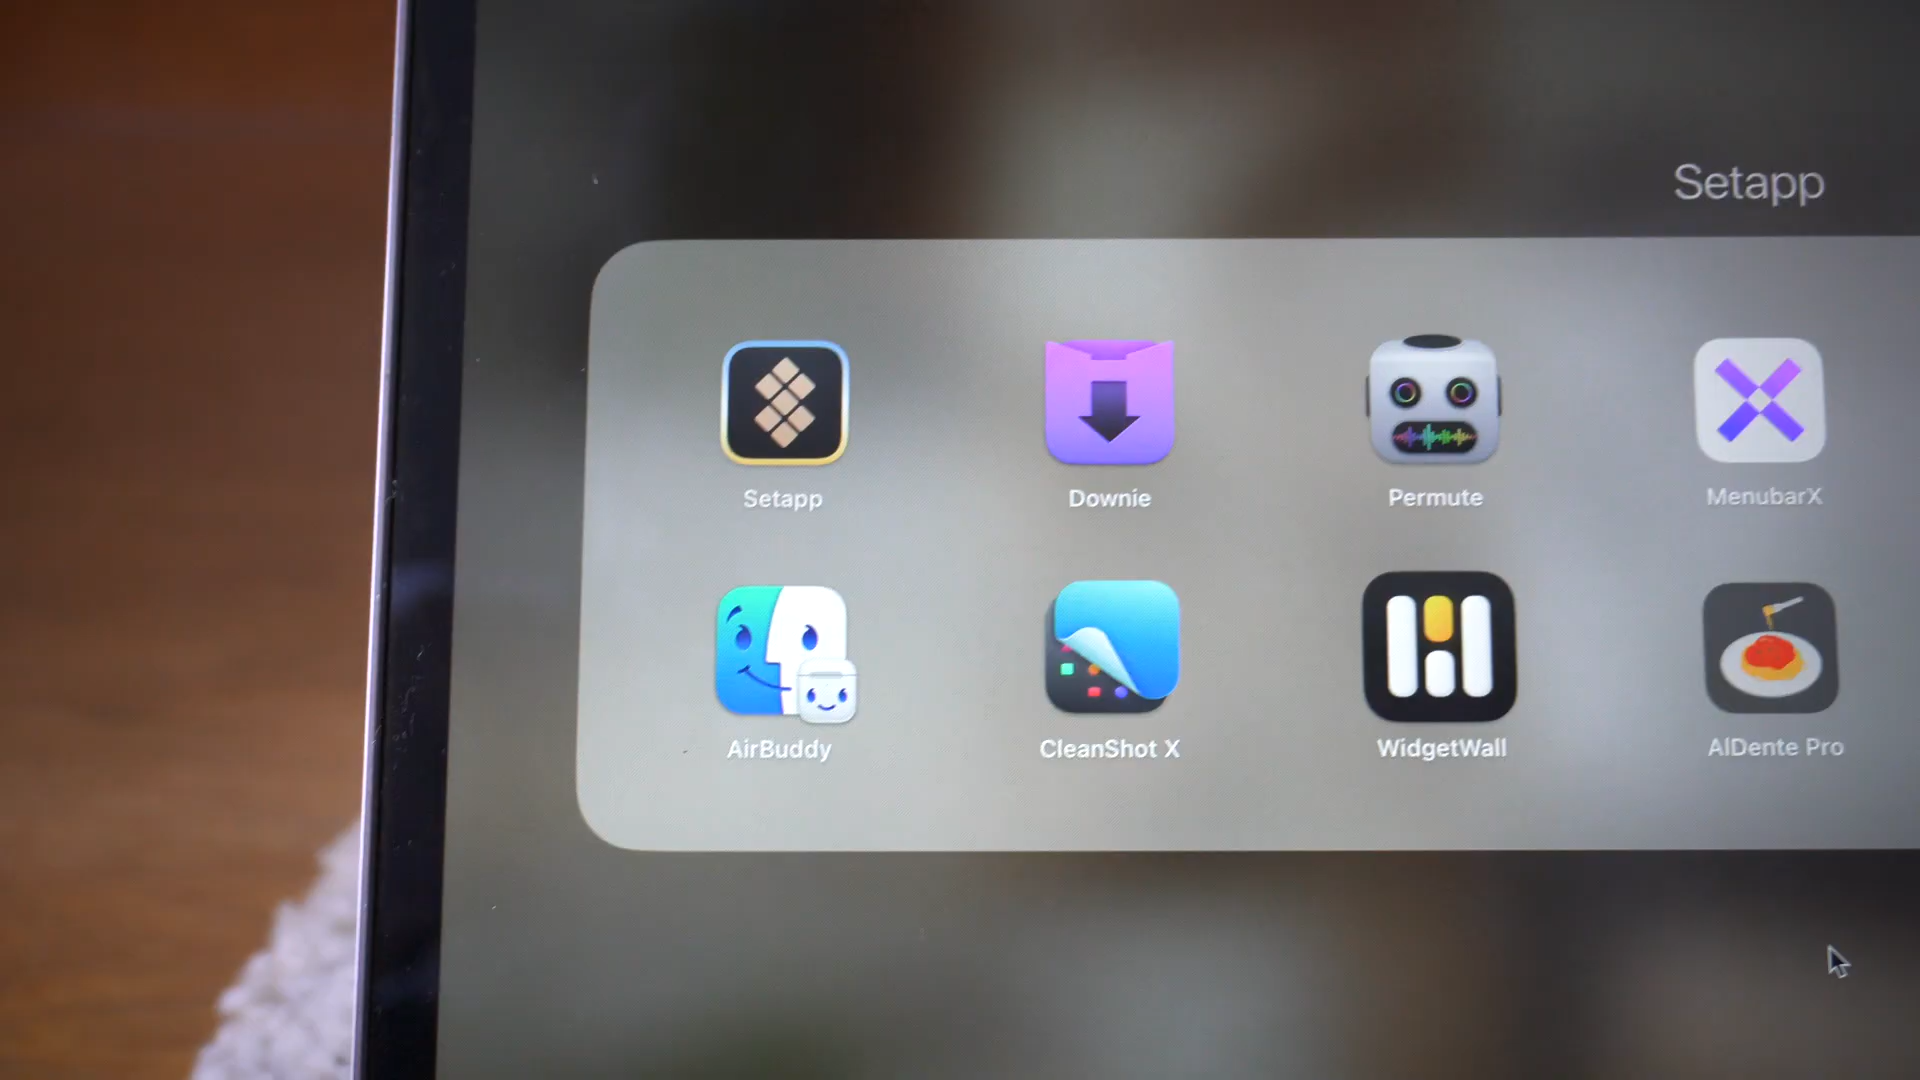 Setapp
Setapp
Downie
Permute
MenubarX
AirBuddy
CleanShot X
WidgetWall
AlDente Pro